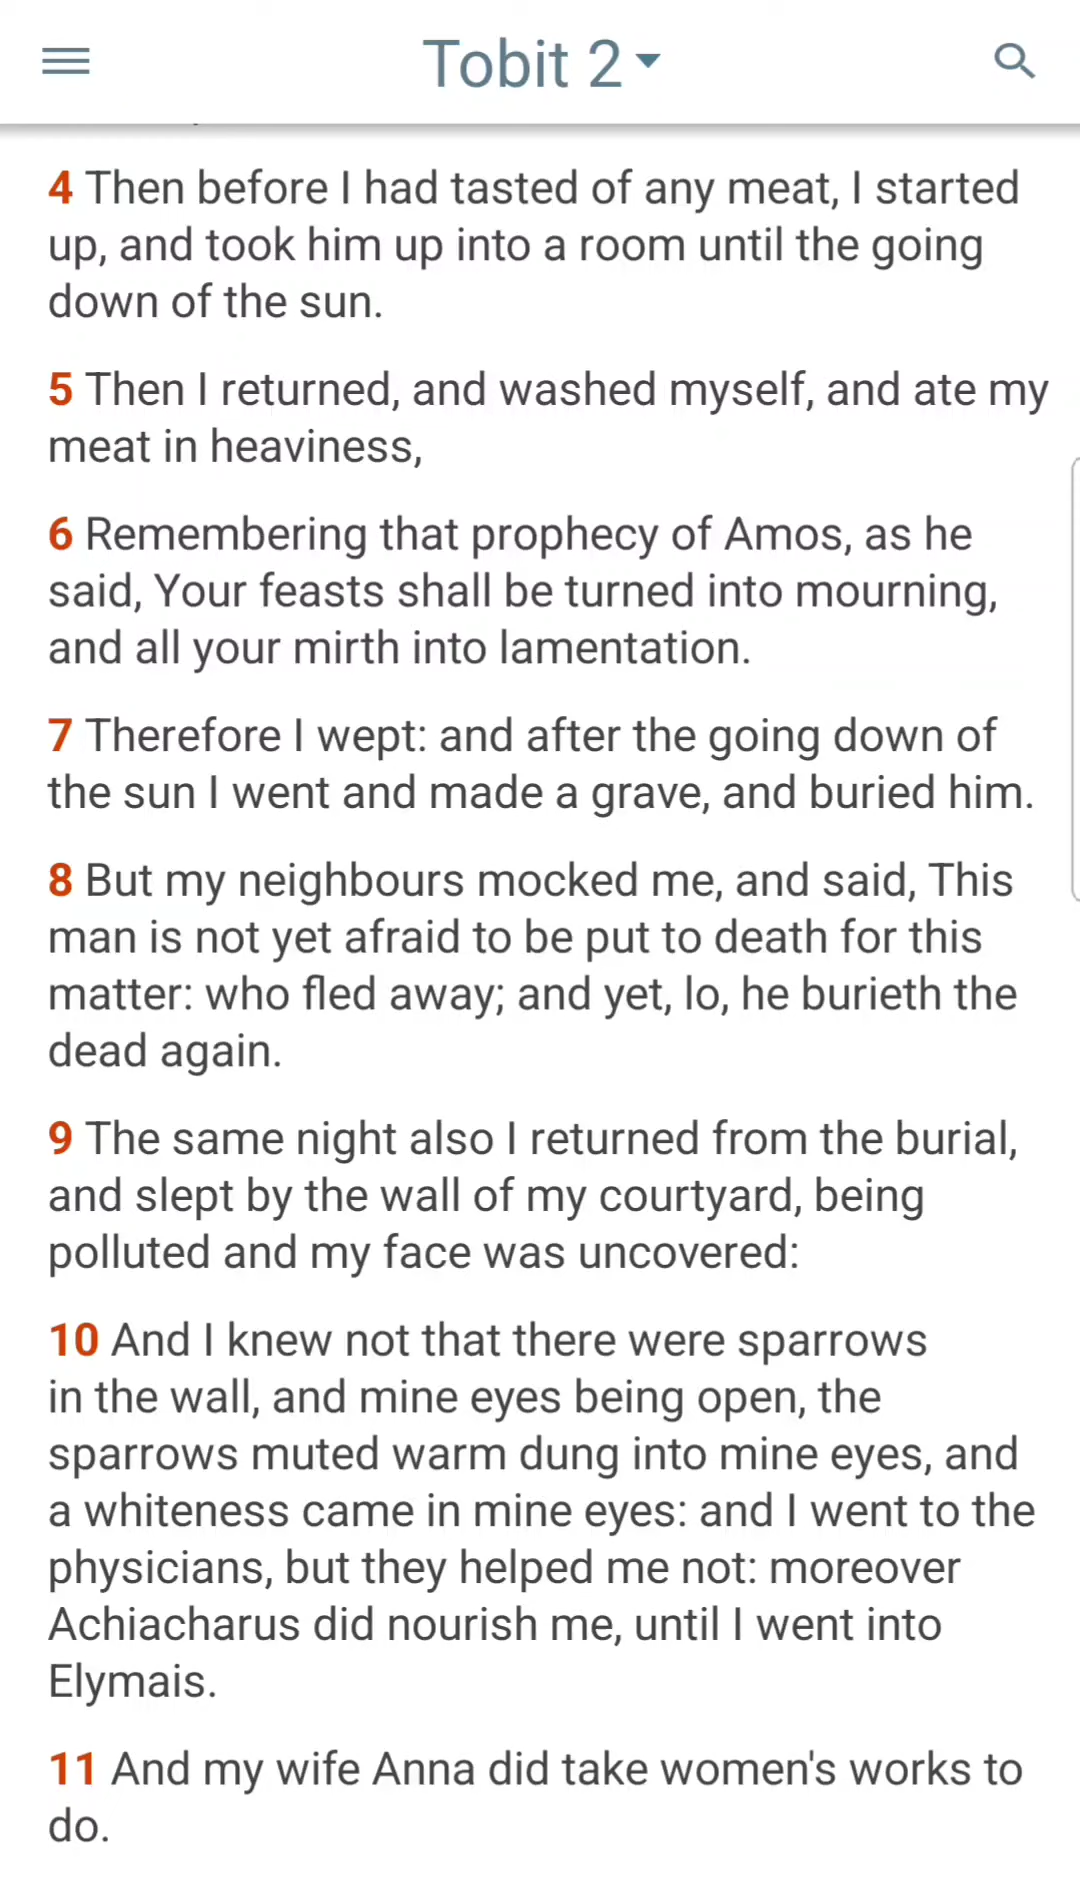 Tobit 2
4 Then before I had tasted of any meat, I started
up, and took him up into a room until the going
down of the sun.
5 Then I returned, and washed myself, and ate my
meat in heaviness,
6 Remembering that prophecy of Amos, as he
said, Your feasts shall be turned into mourning,
and all your mirth into lamentation.
7 Therefore I wept: and after the going down of
the sun I went and made a grave, and buried him.
8 But my neighbours mocked me, and said, This
man is not yet afraid to be put to death for this
matter: who fled away; and yet, lo, he burieth the
dead again.
9 The same night also I returned from the burial,
and slept by the wall of my courtyard, being
polluted and my face was uncovered:
10 And I knew not that there were sparrows
in the wall, and mine eyes being open, the
sparrows muted warm dung into mine eyes, and
a whiteness came in mine eyes: and I went to the
physicians, but they helped me not: moreover
Achiacharus did nourish me, until I went into
Elymais.
11 And my wife Anna did take women's works to
do.